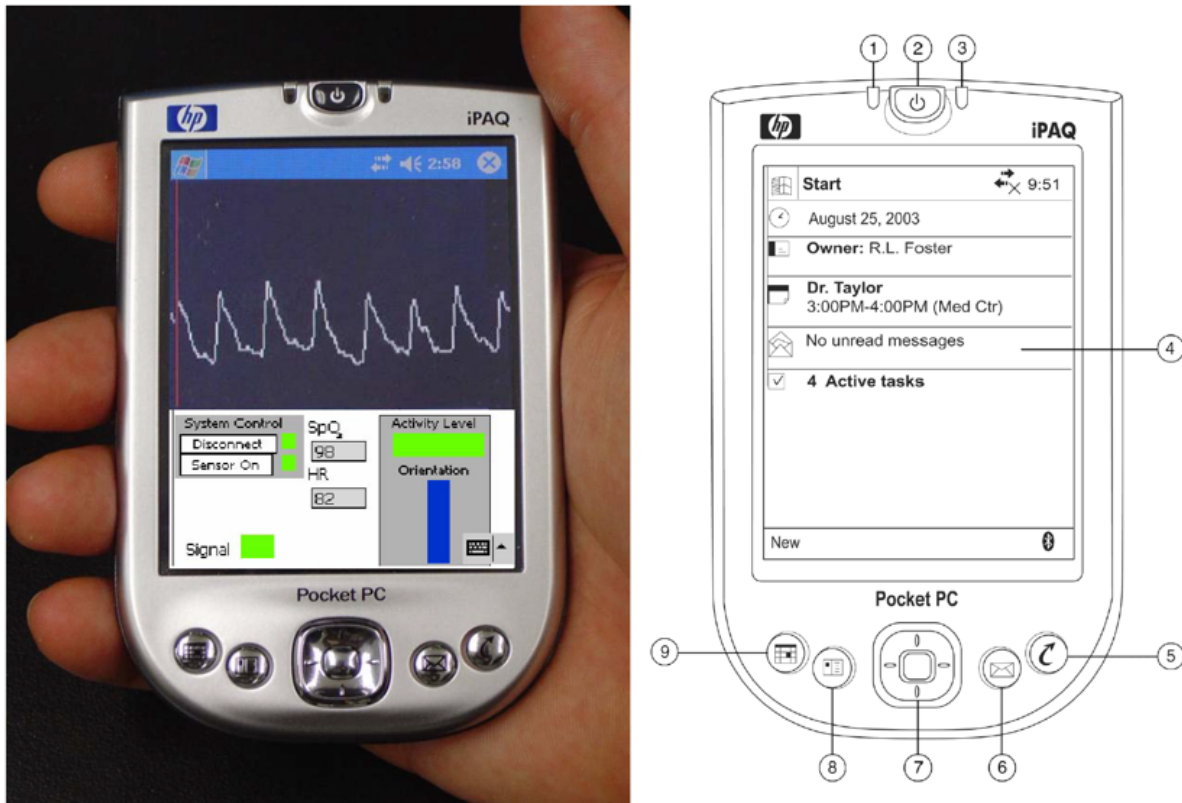 hp
iPAQ
2:58
System Control
Disconnect
Sensor On
SpO2
98
HR
82
Activity Level
Orientation
Signal
Pocket PC
1
2
3
hp
iPAQ
Start
9:51
August 25, 2003
Owner: R.L. Foster
Dr. Taylor
3:00PM-4:00PM (Med Ctr)
No unread messages
4
4 Active tasks
New
Pocket PC
9
8
7
6
5